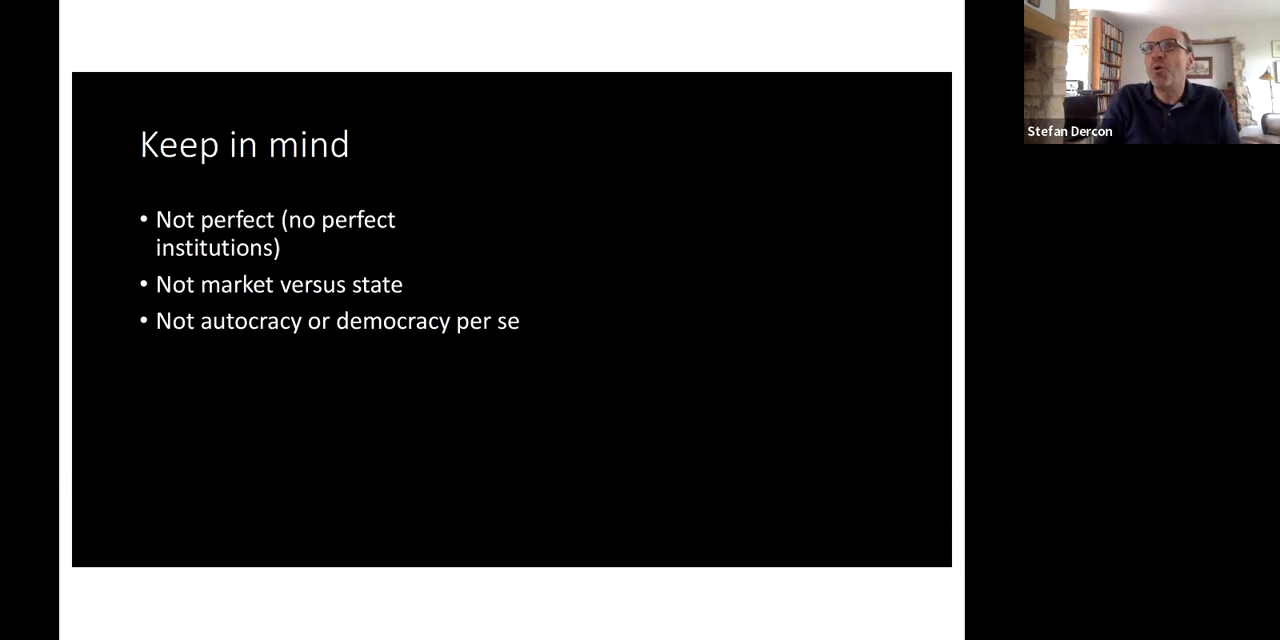 Keep in mind
• Not perfect (no perfect
institutions)
• Not market versus state
• Not autocracy or democracy per se
Stefan Dercon